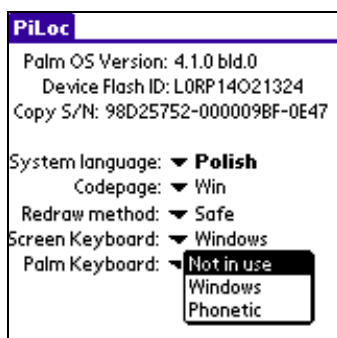 PiLoc
Palm OS Version: 4.1.0 bld.0
Device Flash ID: L0RP14O21324
Copy S/N: 98D25752-000009BF-0E47
System language: Polish
Codepage: Win
Redraw method: Safe
Screen Keyboard: Windows
Palm Keyboard: Not in use
Windows
Phonetic